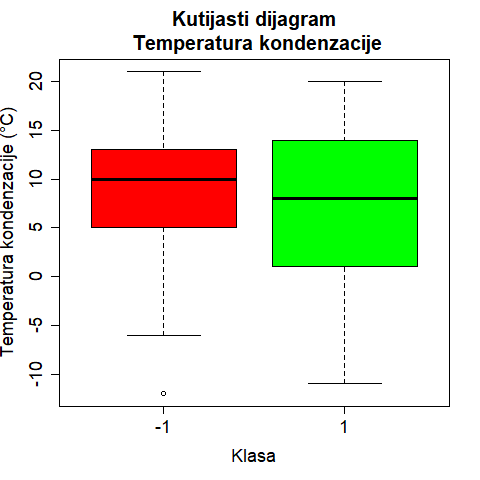 Kutijasti dijagram
Temperatura kondenzacije
Temperatura kondenzacije (°C)
20
15
10
5
0
-5
-10
-1
1
Klasa